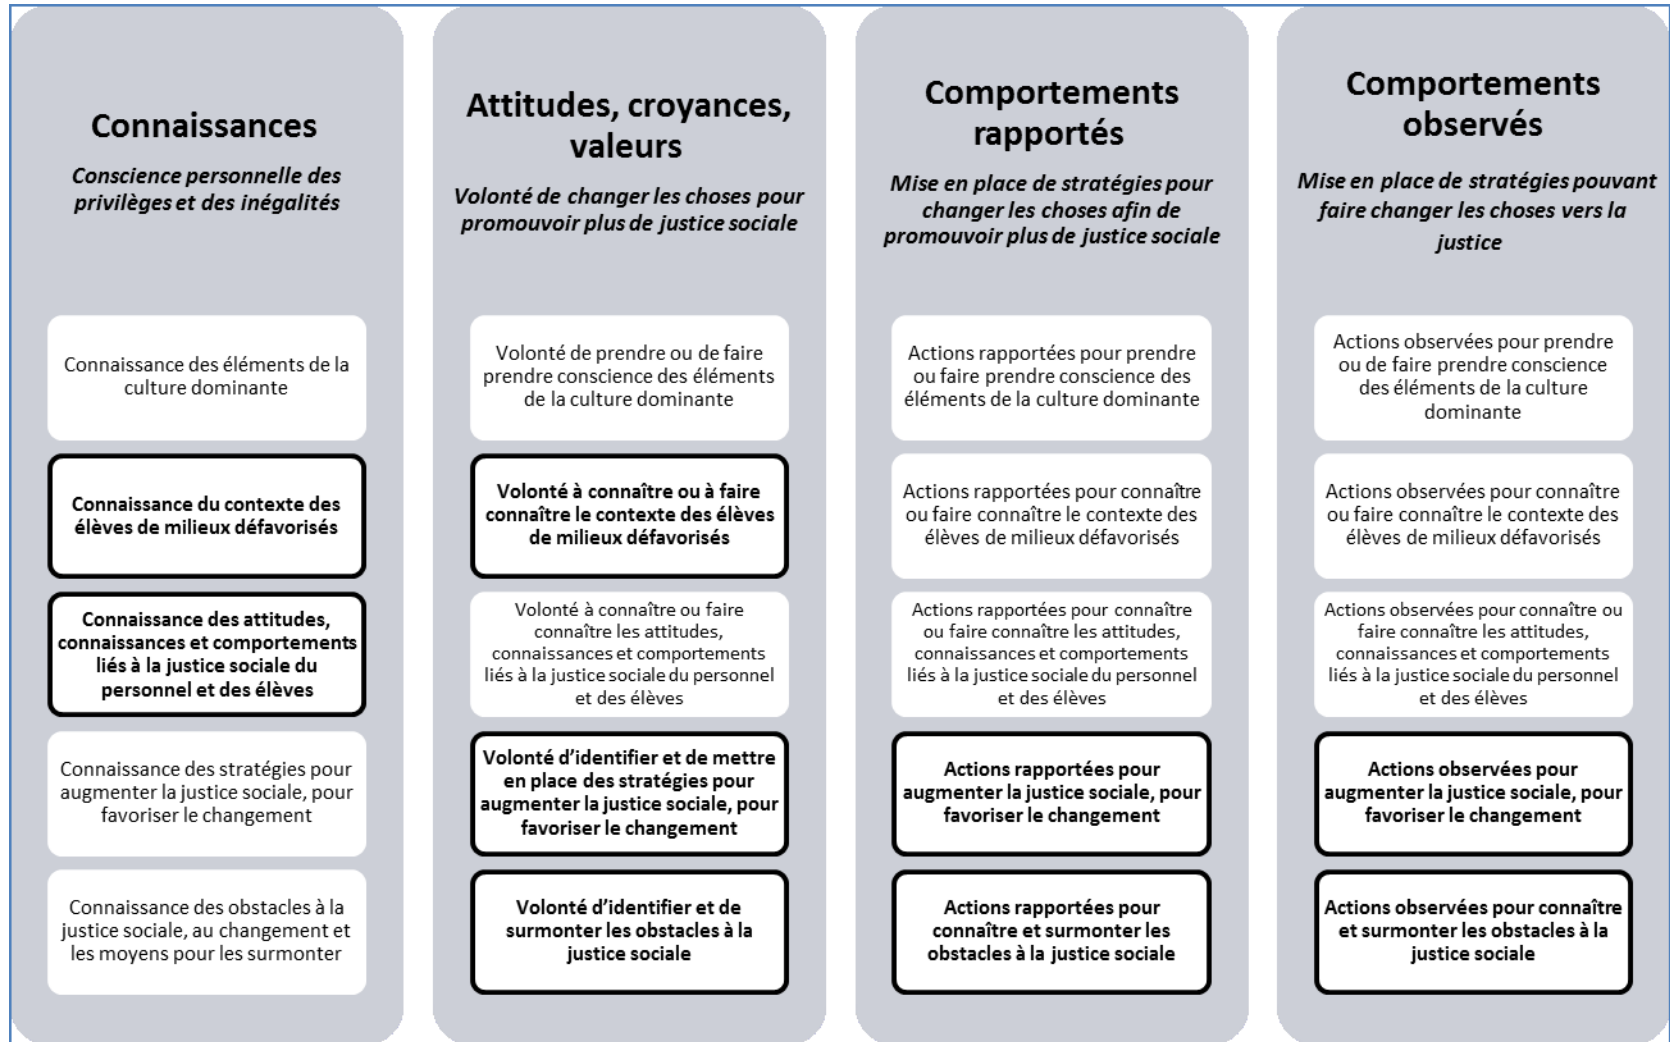 Connaissances
Conscience personnelle des
privilèges et des inégalités
Connaissance des éléments de la
culture dominante
Connaissance du contexte des
élèves de milieux défavorisés
Connaissance des attitudes,
connaissances et comportements
liés à la justice sociale du
personnel et des élèves
Connaissance des stratégies pour
augmenter la justice sociale, pour
favoriser le changement
Connaissance des obstacles à la
justice sociale, au changement et
les moyens pour les surmonter
Attitudes, croyances,
valeurs
Volonté de changer les choses pour
promouvoir plus de justice sociale
Volonté de prendre ou de faire
prendre conscience des éléments
de la culture dominante
Volonté à connaître ou à faire
connaître le contexte des élèves
de milieux défavorisés
Volonté à connaître ou faire
connaître les attitudes,
connaissances et comportements
liés à la justice sociale du personnel
et des élèves
Volonté d'identifier et de mettre
en place des stratégies pour
augmenter la justice sociale, pour
favoriser le changement
Volonté d'identifier et de
surmonter les obstacles à la
justice sociale
Comportements
rapportés
Mise en place de stratégies pour
changer les choses afin de
promouvoir plus de justice sociale
Actions rapportées pour prendre
ou faire prendre conscience des
éléments de la culture dominante
Actions rapportées pour connaître
ou faire connaître le contexte des
élèves de milieux défavorisés
Actions rapportées pour connaître
ou faire connaître les attitudes,
connaissances et comportements
liés à la justice sociale du personnel
et des élèves
Actions rapportées pour
augmenter la justice sociale, pour
favoriser le changement
Actions rapportées pour
connaître et surmonter les
obstacles à la justice sociale
Comportements
observés
Mise en place de stratégies pouvant
faire changer les choses vers la
justice
Actions observées pour prendre
ou de faire prendre conscience
des éléments de la culture
dominante
Actions observées pour connaître
ou faire connaître le contexte des
élèves de milieux défavorisés
Actions observées pour connaître ou
faire connaître les attitudes,
connaissances et comportements
liés à la justice sociale du personnel
et des élèves
Actions observées pour
augmenter la justice sociale, pour
favoriser le changement
Actions observées pour connaître
et surmonter les obstacles à la
justice sociale